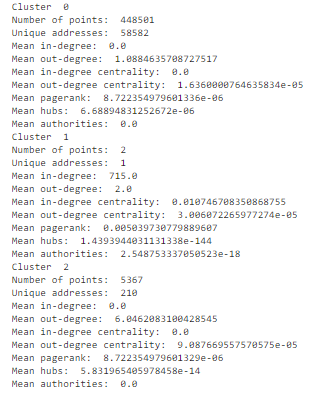 Cluster  0
Number of points:  448501
Unique addresses:  58582
Mean in-degree:  0.0
Mean out-degree:  1.0884635708727517
Mean in-degree centrality:  0.0
Mean out-degree centrality:  1.6360000764635834e-05
Mean pagerank:  8.722354979601336e-06
Mean hubs:  6.68894831252672e-06
Mean authorities:  0.0
Cluster  1
Number of points:  2
Unique addresses:  1
Mean in-degree:  715.0
Mean out-degree:  2.0
Mean in-degree centrality:  0.010746708350868755
Mean out-degree centrality:  3.006072265977274e-05
Mean pagerank:  0.005039730779889607
Mean hubs:  1.4393944031131338e-144
Mean authorities:  2.548753337050523e-18
Cluster  2
Number of points:  5367
Unique addresses:  210
Mean in-degree:  0.0
Mean out-degree:  6.0462083100428545
Mean in-degree centrality:  0.0
Mean out-degree centrality:  9.087669557570575e-05
Mean pagerank:  8.722354979601329e-06
Mean hubs:  5.831965405978458e-14
Mean authorities:  0.0